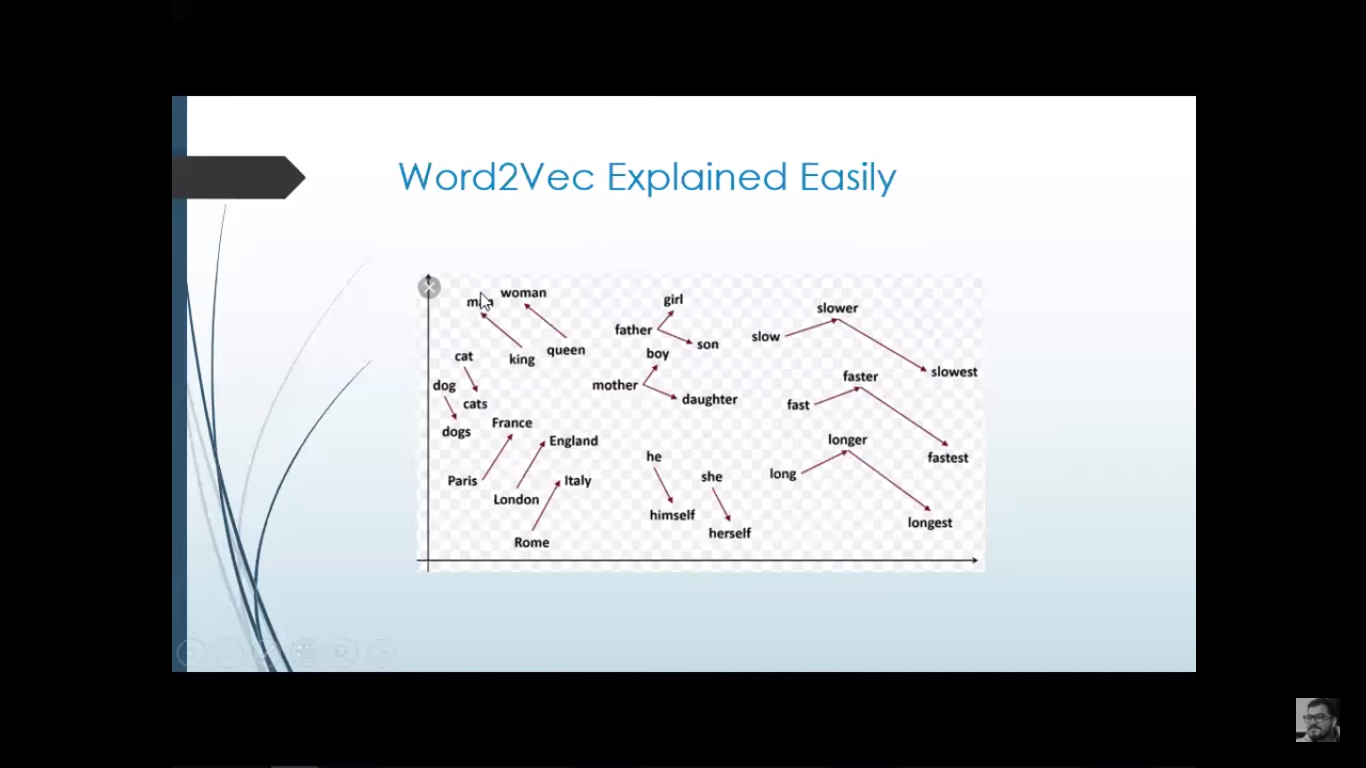 Word2Vec Explained Easily
woman
girl
slower
father
slow
son
boy
queen
king
cat
slowest
faster
dog
mother
daughter
cats
fast
France
dogs
England
longer
he
fastest
long
she
Paris
Italy
London
himself
longest
herself
Rome